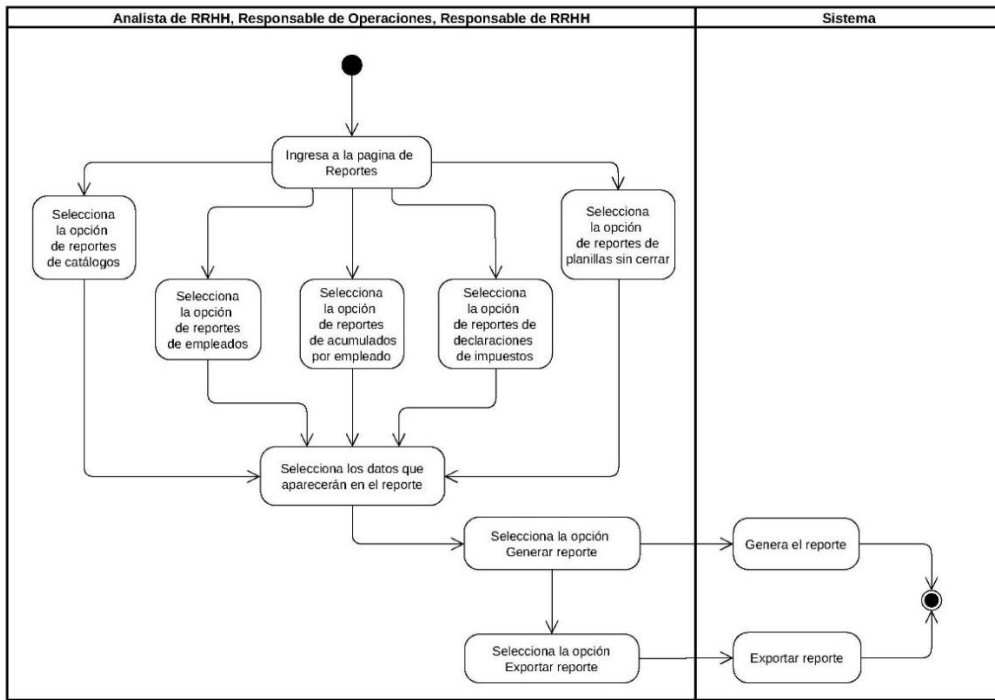 Analista de RRHH, Responsable de Operaciones, Responsable de RRHH
Sistema
Ingresa a la pagina de
Reportes
Selecciona
la opción
de reportes
de catálogos
Selecciona
la opción
de reportes
de empleados
Selecciona
la opción
de reportes
de acumulados
por empleado
Selecciona
la opción
de reportes de
declaraciones
de impuestos
Selecciona
la opción
de reportes de
planillas sin cerrar
Selecciona los datos que
aparecerán en el reporte
Selecciona la opción
Generar reporte
Genera el reporte
Selecciona la opción
Exportar reporte
Exportar reporte